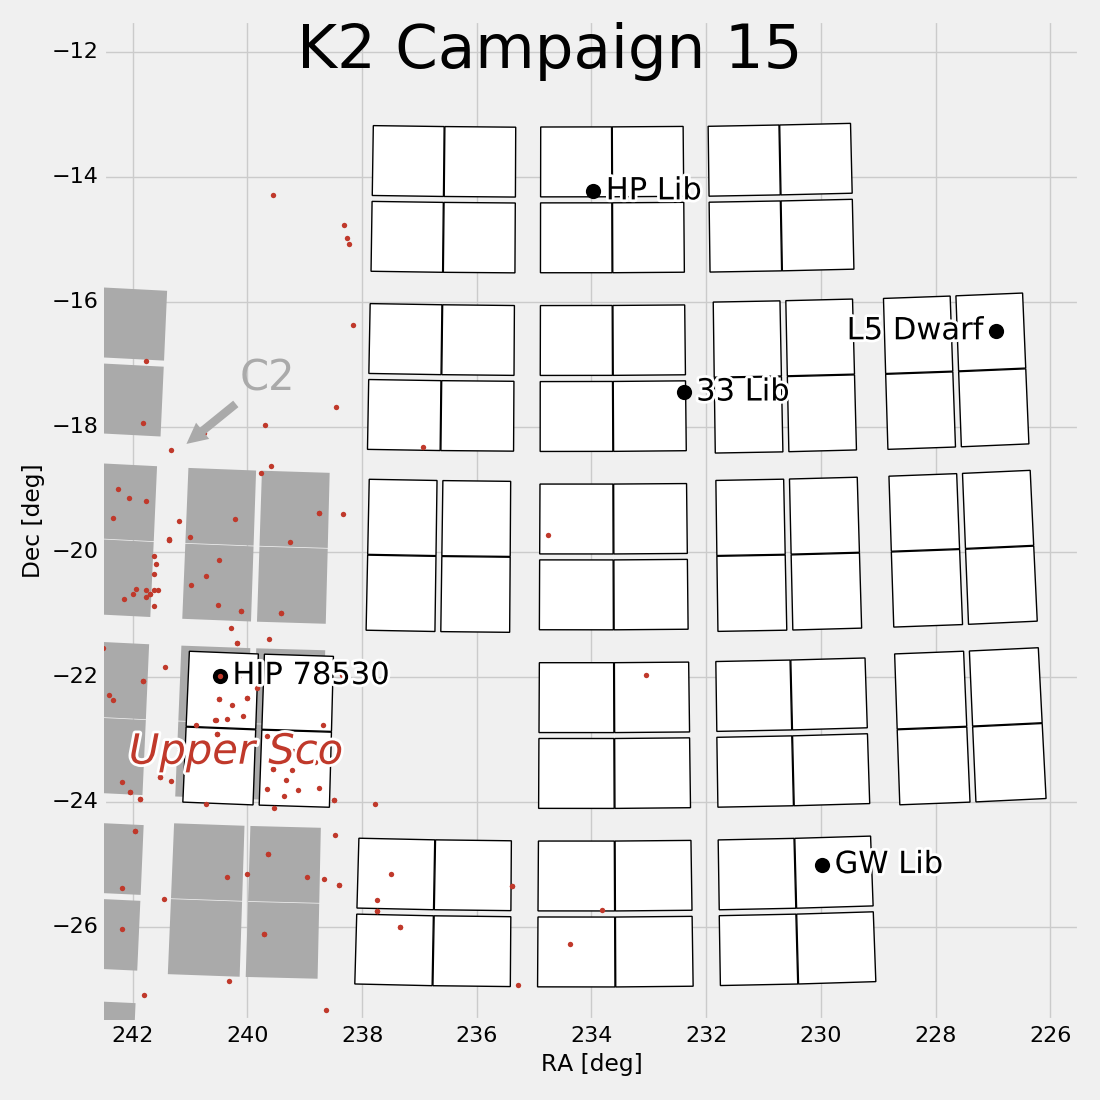 K2 Campaign 15
−12
−14
−16
−18
−20
−22
−24
−26
Dec [deg]
HP Lib
L5 Dwarf
C2
33 Lib
HIP 78530
Upper Sco
GW Lib
242 240 238 236 234 232 230 228 226
RA [deg]